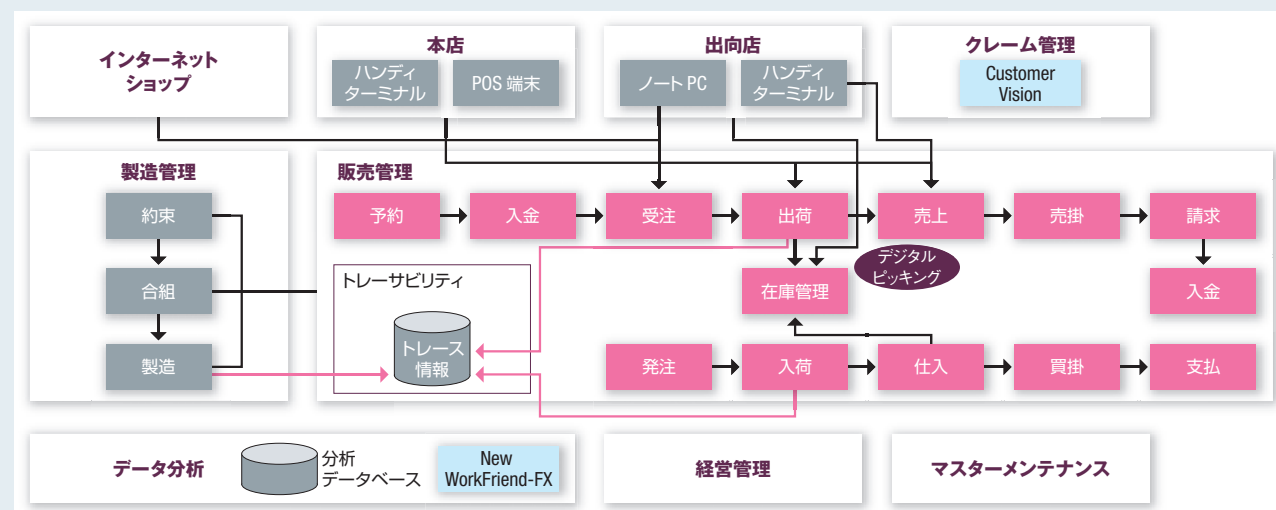 インターネット
ショップ
本店
ハンディ
ターミナル
POS 端末
出向店
ノート PC
ハンディ
ターミナル
クレーム管理
Customer
Vision
製造管理
約束
合組
製造
販売管理
予約
入金
受注
出荷
売上
売掛
請求
デジタル
ピッキング
在庫管理
入金
トレーサビリティ
トレース
情報
発注
入荷
仕入
買掛
支払
データ分析
分析
データベース
New
WorkFriend-FX
経営管理
マスターメンテナンス